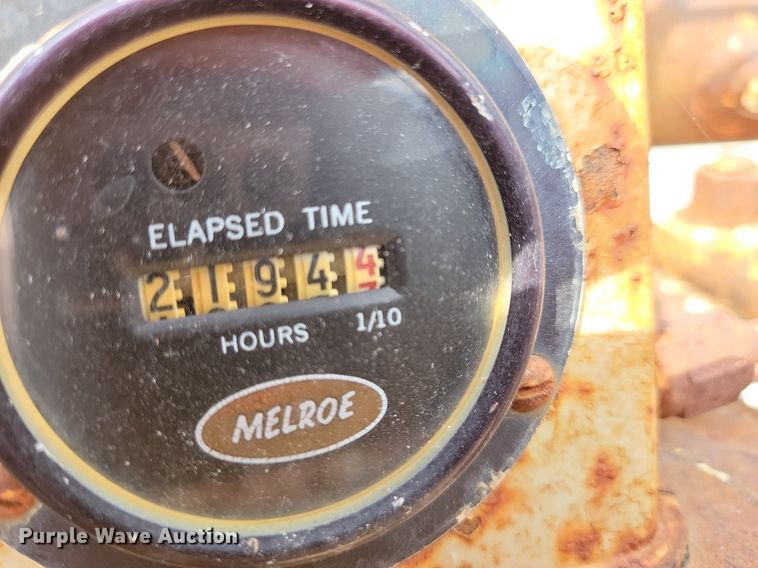 ELAPSED TIME
21944
HOURS 1/10
MELROE
Purple Wave Auction